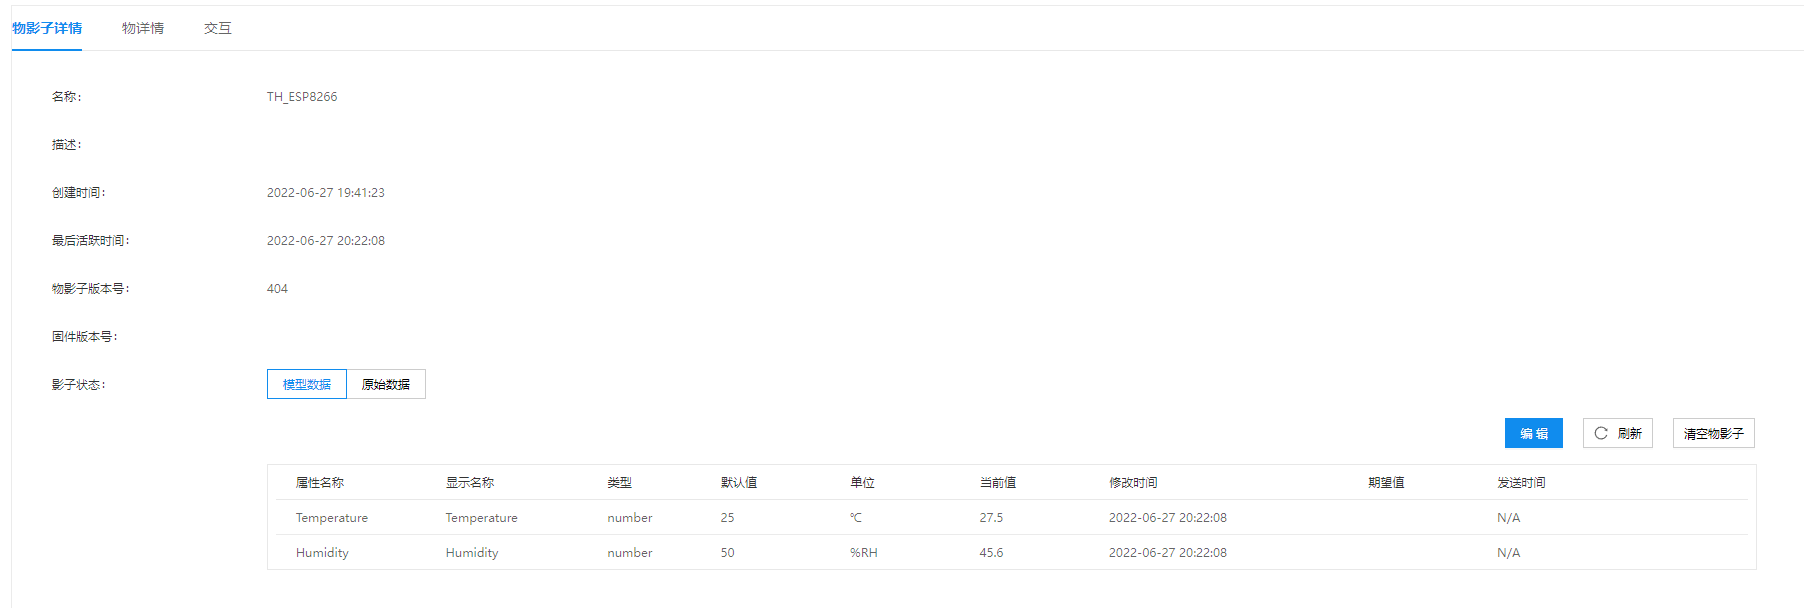 物影子详情 物详情 交互
名称: TH_ESP8266
描述:
创建时间: 2022-06-27 19:41:23
最后活跃时间: 2022-06-27 20:22:08
物影子版本号: 404
固件版本号:
影子状态: 模型数据 原始数据
编辑 刷新 清空物影子
属性名称 显示名称 类型 默认值 单位 当前值 修改时间 期望值 发送时间
Temperature Temperature number 25 ℃ 27.5 2022-06-27 20:22:08 N/A
Humidity Humidity number 50 %RH 45.6 2022-06-27 20:22:08 N/A